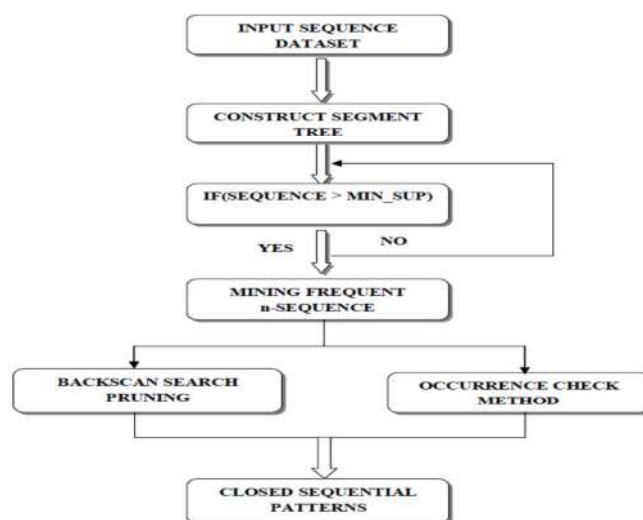 INPUT SEQUENCE
DATASET
CONSTRUCT SEGMENT
TREE
IF(SEQUENCE > MIN_SUP)
YES
NO
MINING FREQUENT
n-SEQUENCE
BACKSCAN SEARCH
PRUNING
OCCURRENCE CHECK
METHOD
CLOSED SEQUENTIAL
PATTERNS